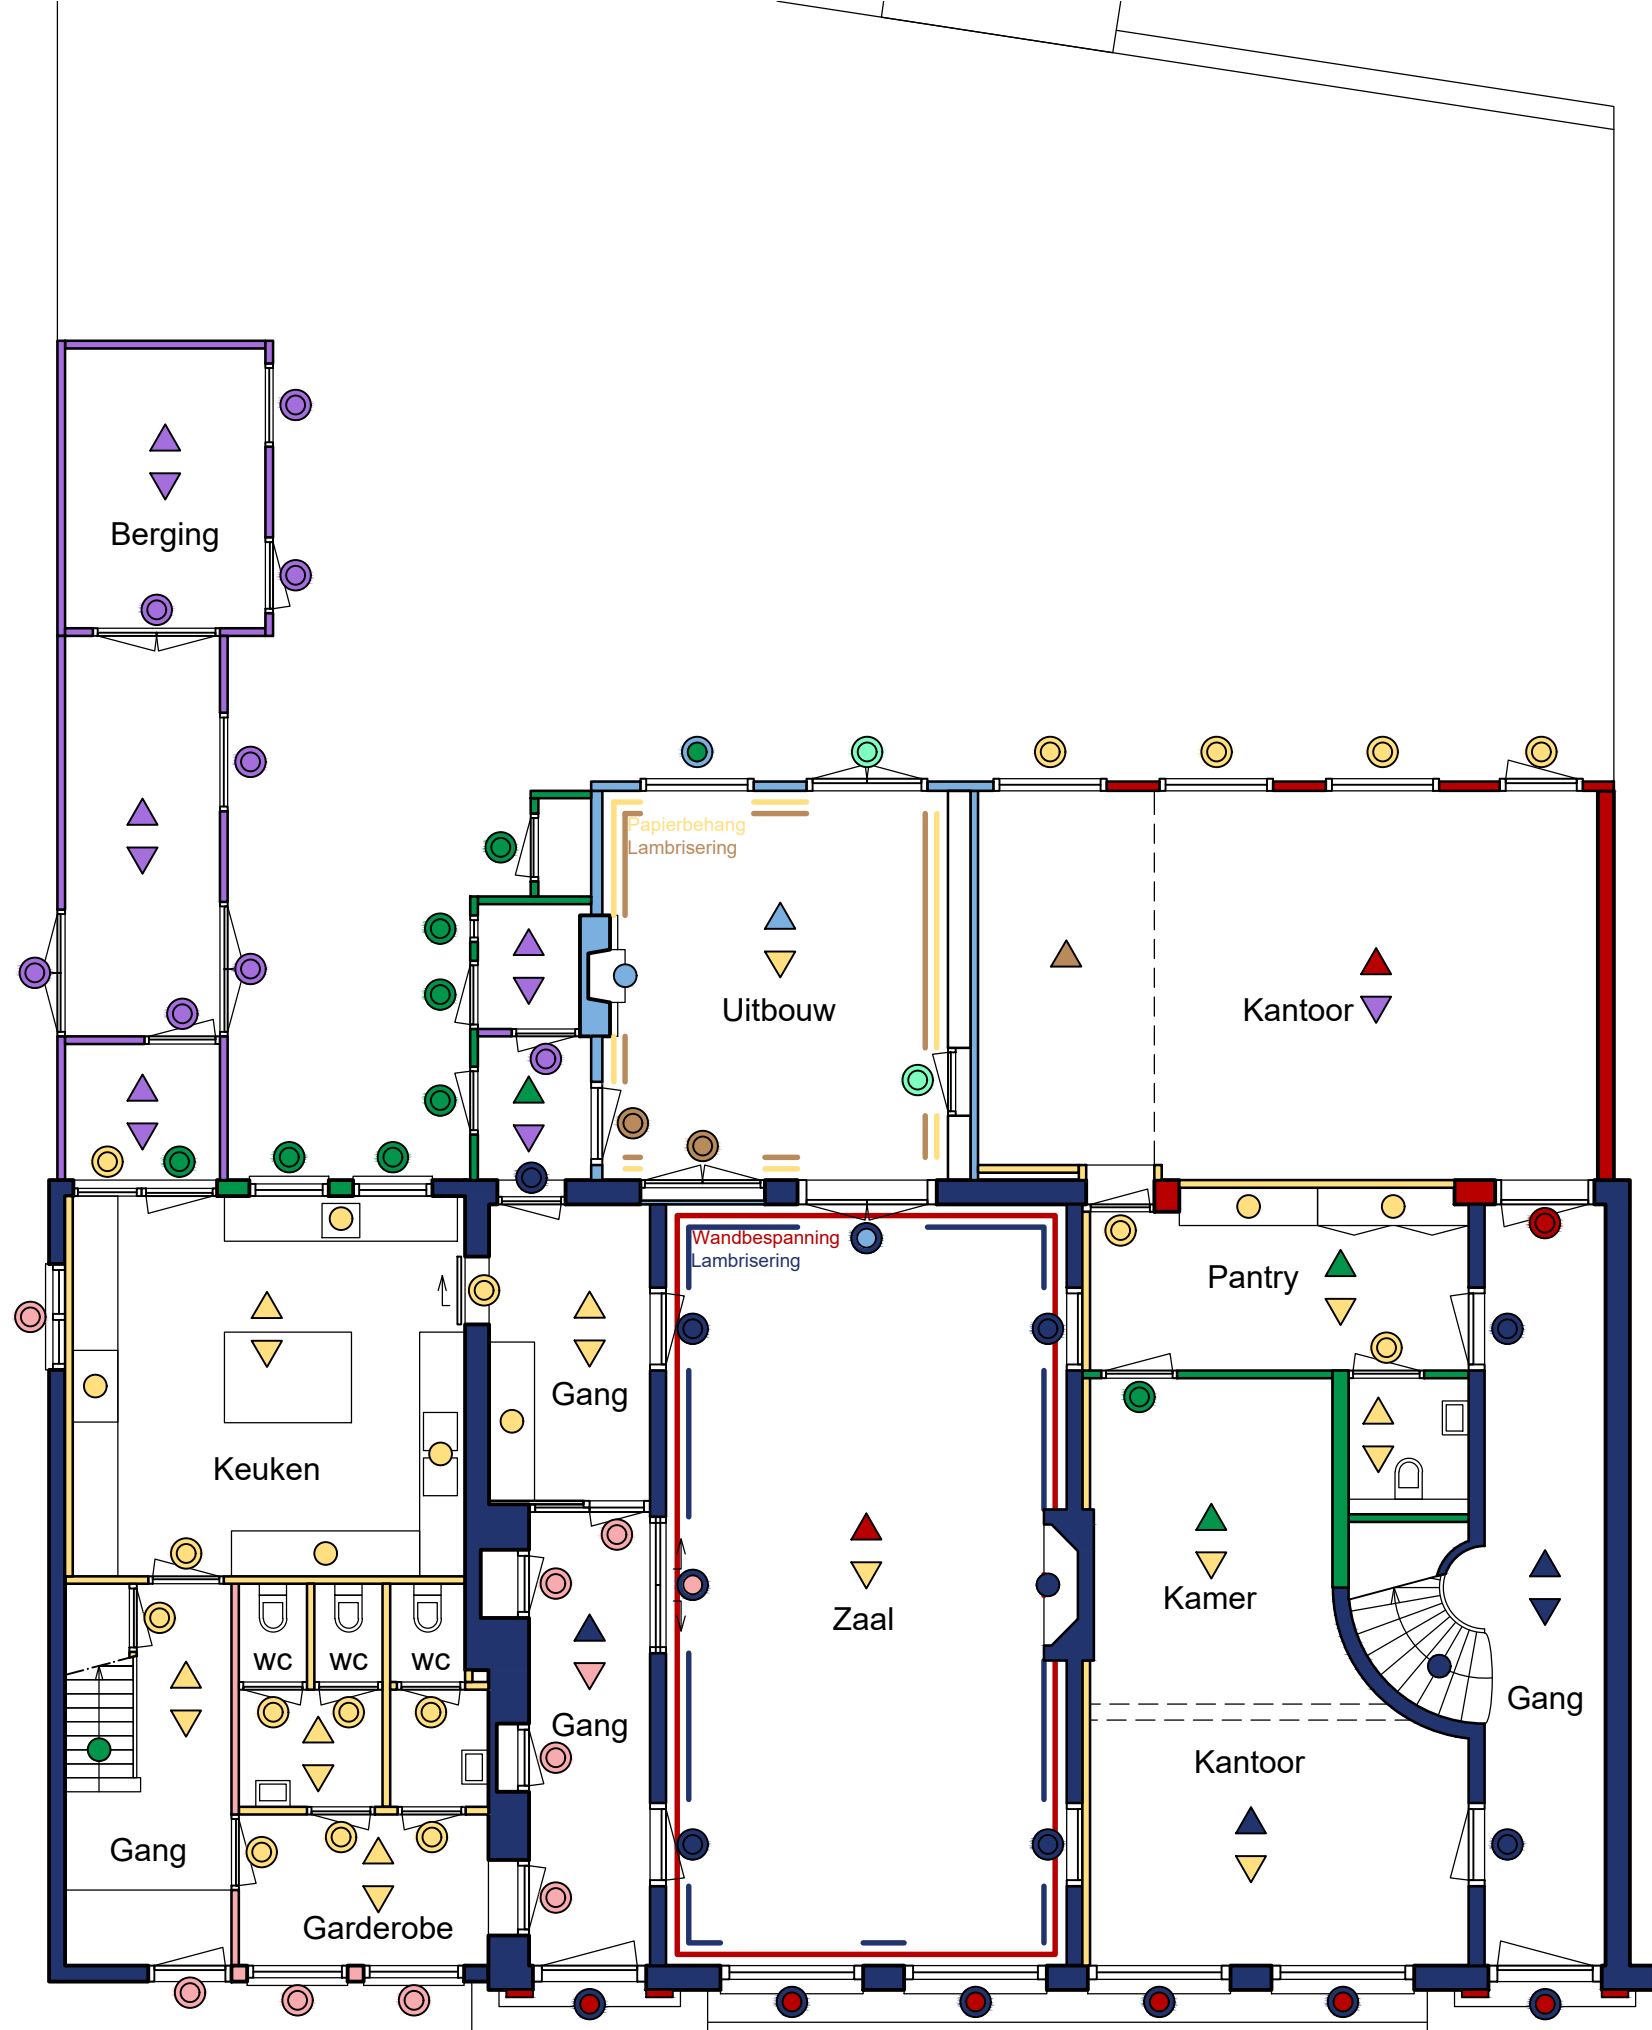 Berging
Papierbehang
Lambrisering
Uitbouw
Kantoor
Wandbespanning
Lambrisering
Pantry
Gang
Keuken
Kamer
Zaal
wc
wc
wc
Gang
Gang
Kantoor
Gang
Garderobe